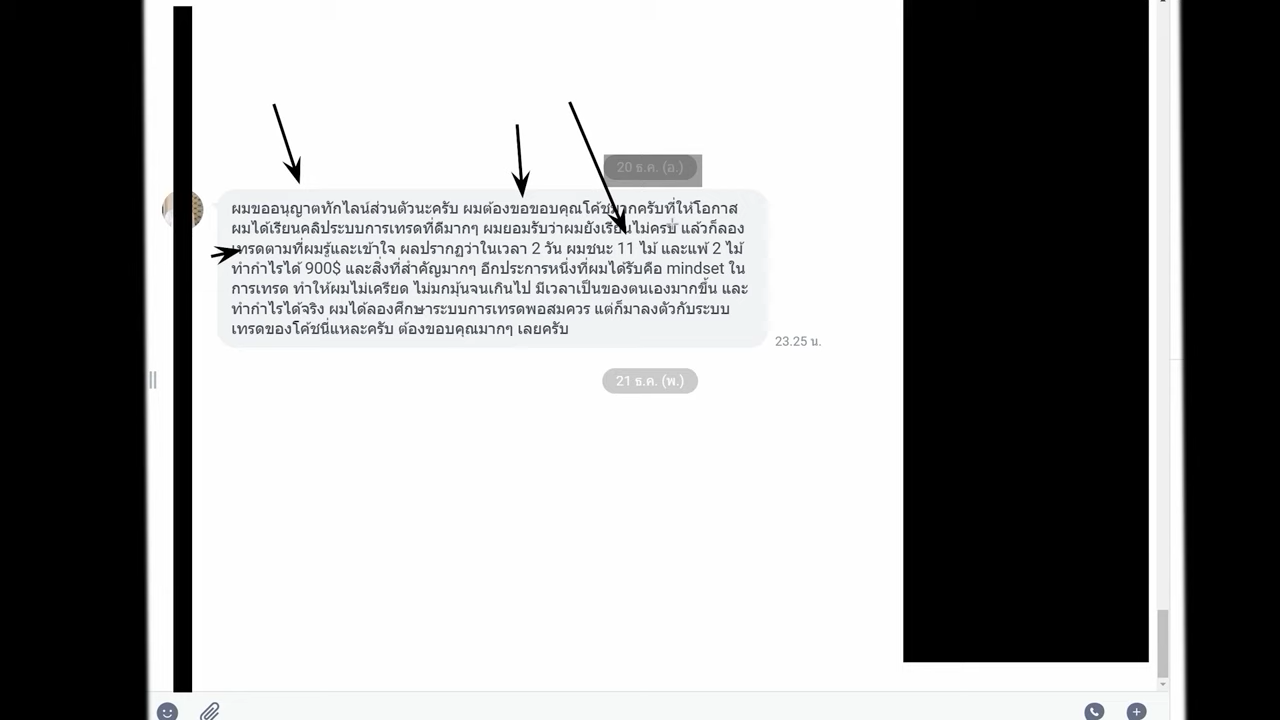 20 ธ.ค. (อ.)
ผมขออนุญาตทักไลน์ส่วนตัวนะครับ ผมต้องขอขอบคุณโค้ชมากครับที่ให้โอกาส
ผมได้เรียนคลิประบบการเทรดที่ดีมากๆ ผมยอมรับว่าผมยังเรียนไม่ครบ แล้วก็ลอง
เทรดตามที่ผมรู้และเข้าใจ ผลปรากฏว่าในเวลา 2 วัน ผมชนะ 11 ไม้ และแพ้ 2 ไม้
ทำกำไรได้ 900$ และสิ่งที่สำคัญมากๆ อีกประการหนึ่งที่ผมได้รับคือ mindset ใน
การเทรด ทำให้ผมไม่เครียด ไม่มกมุ้นจนเกินไป มีเวลาเป็นของตนเองมากขึ้น และ
ทำกำไรได้จริง ผมได้ลองศึกษาระบบการเทรดพอสมควร แต่ก็มาลงตัวกับระบบ
เทรดของโค้ชนี่แหละครับ ต้องขอบคุณมากๆ เลยครับ
23.25 น.
21 ธ.ค. (พ.)